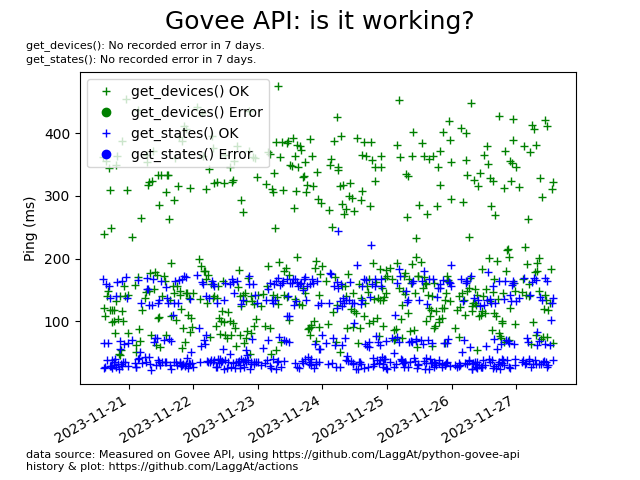 Govee API: is it working?
get_devices(): No recorded error in 7 days.
get_states(): No recorded error in 7 days.
get_devices() OK
get_devices() Error
get_states() OK
get_states() Error
Ping (ms)
400
300
200
100
2023-11-21
2023-11-22
2023-11-23
2023-11-24
2023-11-25
2023-11-26
2023-11-27
data source: Measured on Govee API, using https://github.com/LaggAt/python-govee-api
history & plot: https://github.com/LaggAt/actions